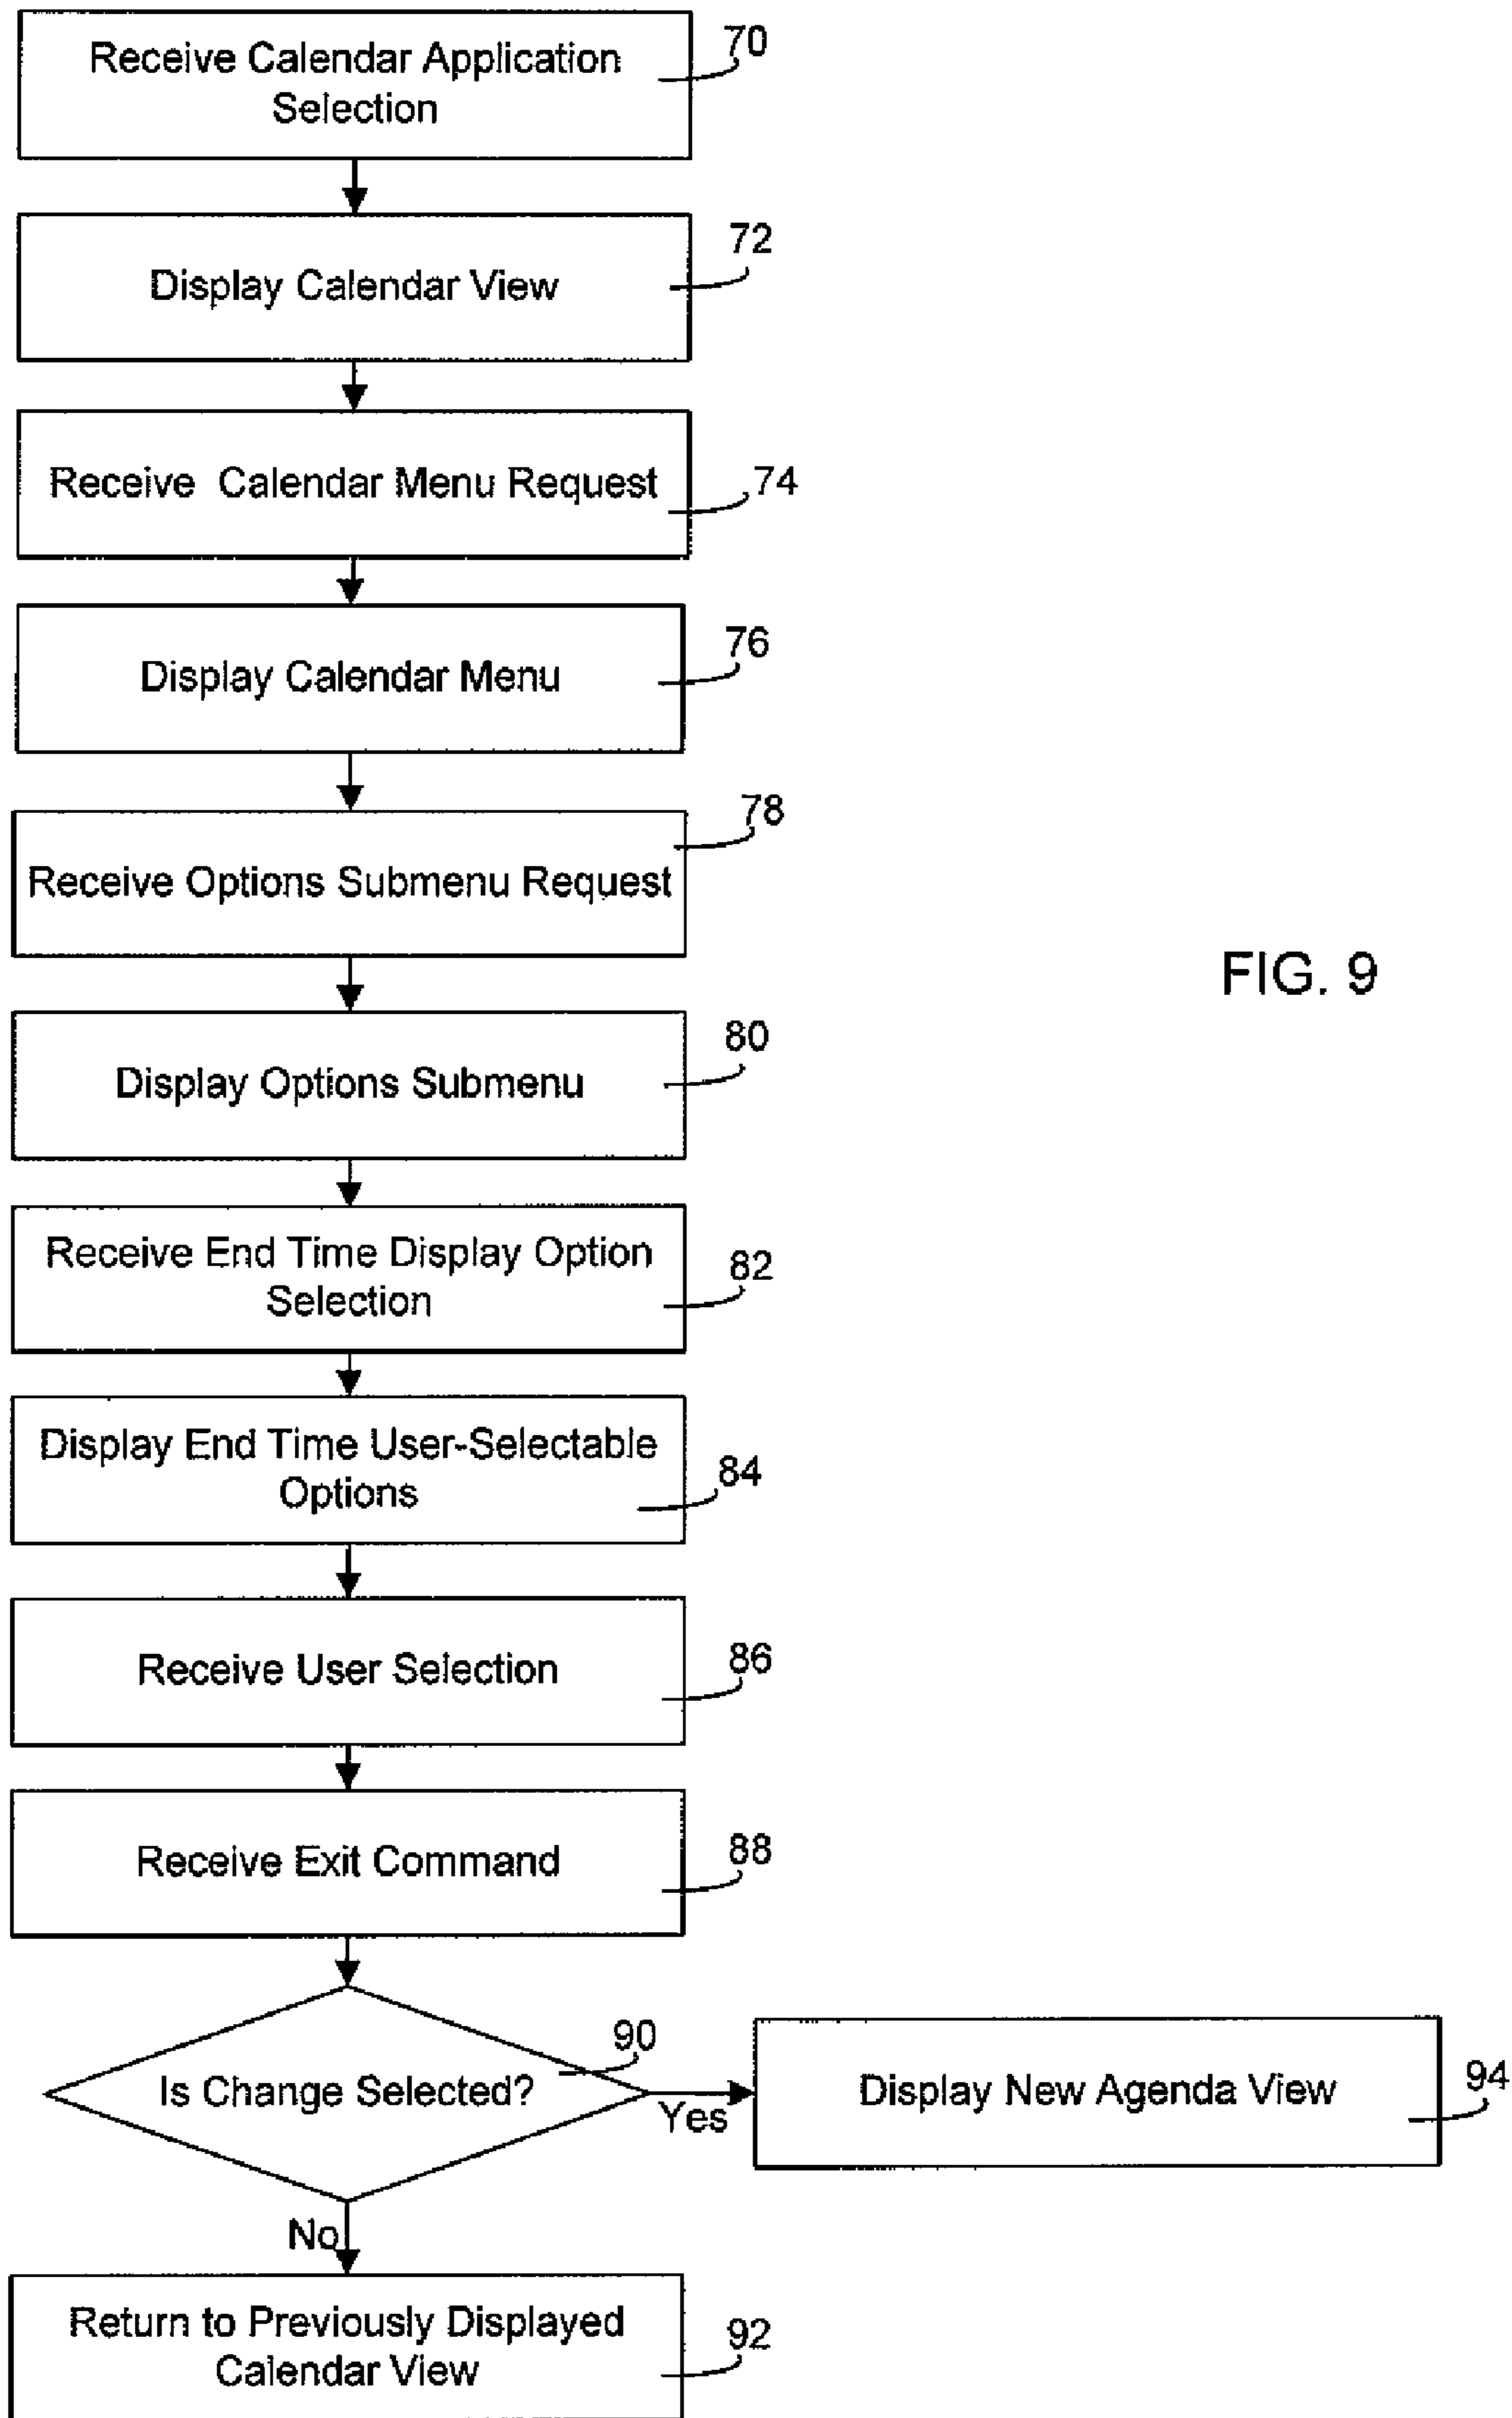 Receive Calendar Application
Selection
70
Display Calendar View
72
Receive Calendar Menu Request
74
Display Calendar Menu
76
Receive Options Submenu Request
78
Display Options Submenu
80
Receive End Time Display Option
Selection
82
Display End Time User-Selectable
Options
84
Receive User Selection
86
Receive Exit Command
88
Is Change Selected?
90
Yes
Display New Agenda View
94
No
Return to Previously Displayed
Calendar View
92
FIG. 9